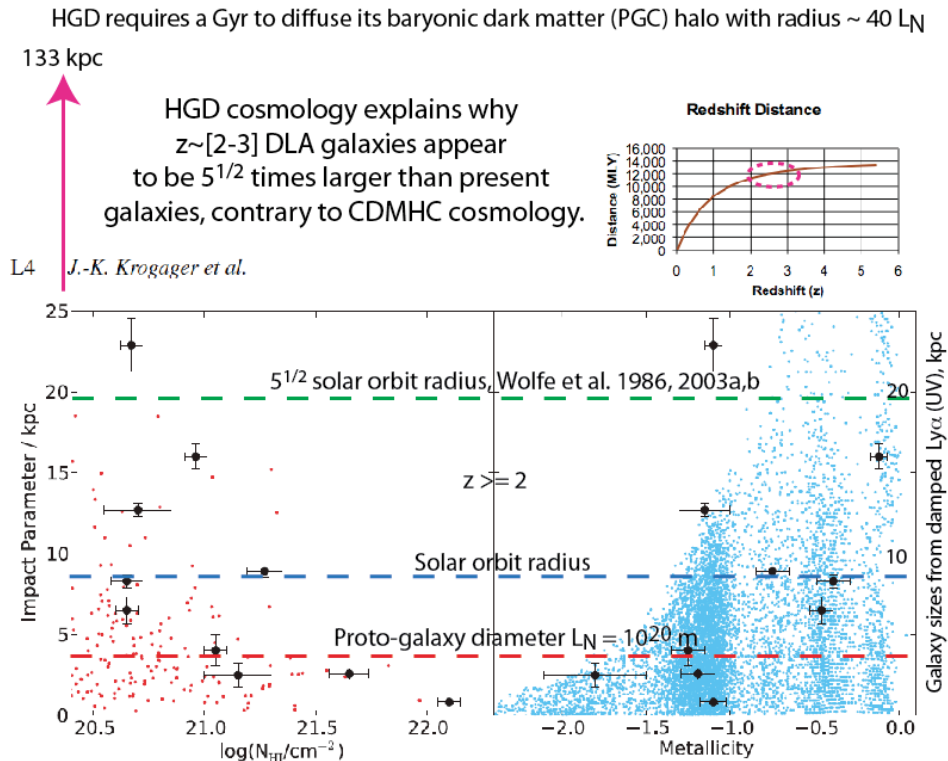 HGD requires a Gyr to diffuse its baryonic dark matter (PGC) halo with radius ~ 40 LN
133 kpc
HGD cosmology explains why
z~[2-3] DLA galaxies appear
to be 5^1/2 times larger than present
galaxies, contrary to CDMHC cosmology.
Redshift Distance
Distance (MLY)
16,000
14,000
12,000
10,000
8,000
6,000
4,000
2,000
0
0 1 2 3 4 5 6
Redshift (z)
L4 J.-K. Krogager et al.
Impact Parameter / kpc
25
20
15
10
5
0
5^1/2 solar orbit radius, Wolfe et al. 1986, 2003a,b
z >= 2
Solar orbit radius
Proto-galaxy diameter LN = 10^20 m
20
10
Galaxy sizes from damped Lyα (UV), kpc
20.5 21.0 21.5 22.0
−2.0 −1.5 −1.0 −0.5 0.0
log(NHI/cm−2)
Metallicity